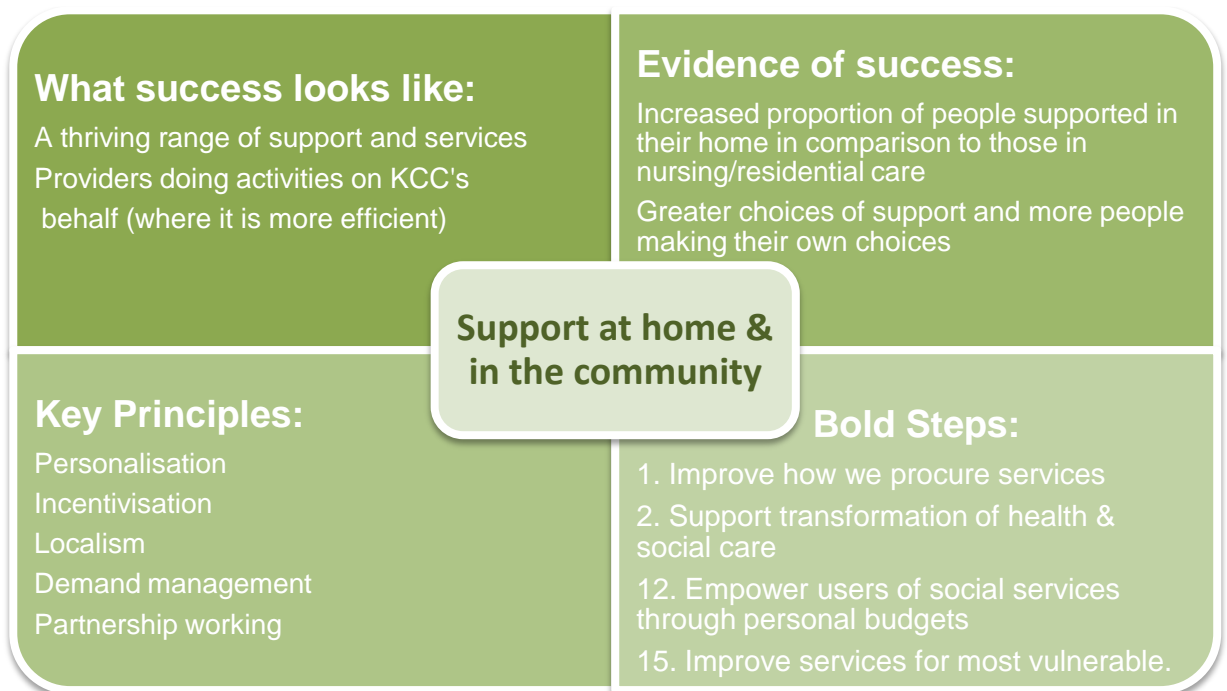 What success looks like:
A thriving range of support and services
Providers doing activities on KCC's
behalf (where it is more efficient)
Evidence of success:
Increased proportion of people supported in
their home in comparison to those in
nursing/residential care
Greater choices of support and more people
making their own choices
Support at home &
in the community
Key Principles:
Personalisation
Incentivisation
Localism
Demand management
Partnership working
Bold Steps:
1. Improve how we procure services
2. Support transformation of health &
social care
12. Empower users of social services
through personal budgets
15. Improve services for most vulnerable.